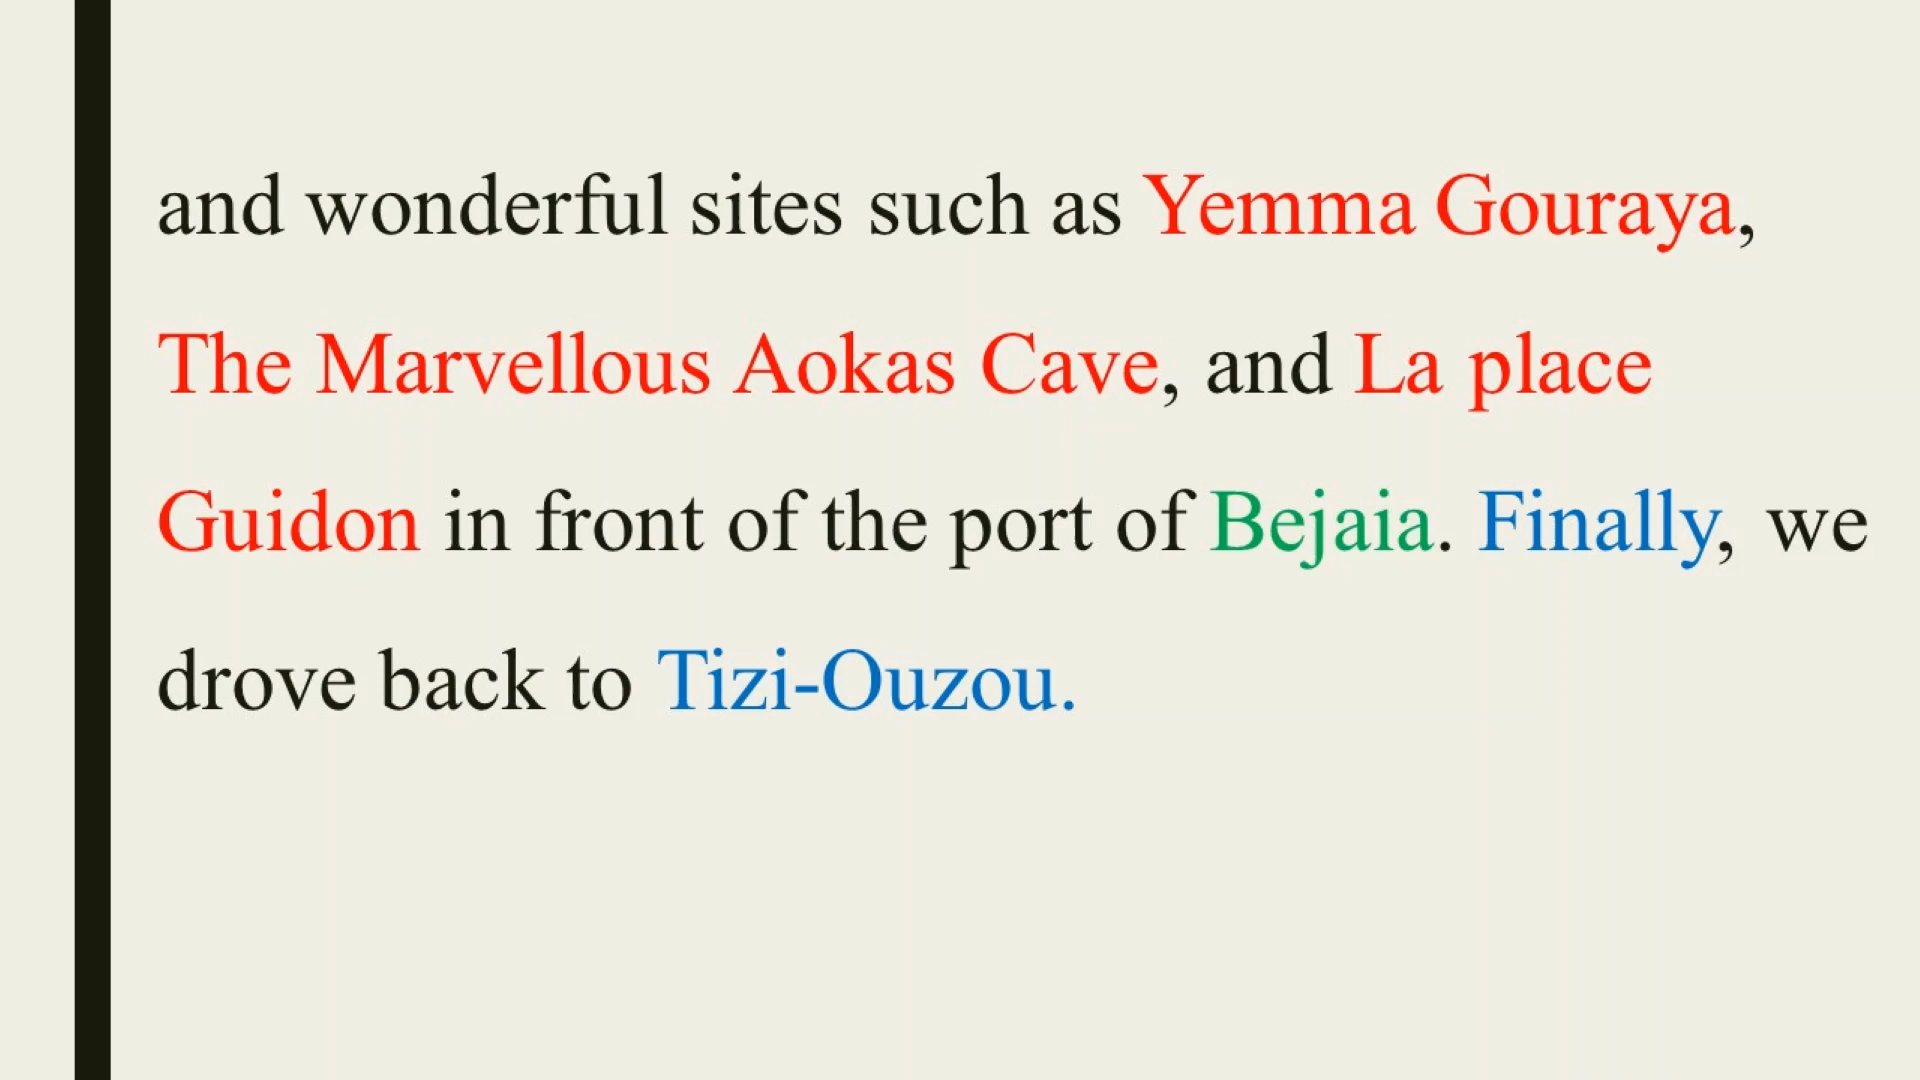 and wonderful sites such as Yemma Gouraya,
The Marvellous Aokas Cave, and La place
Guidon in front of the port of Bejaia. Finally, we
drove back to Tizi-Ouzou.